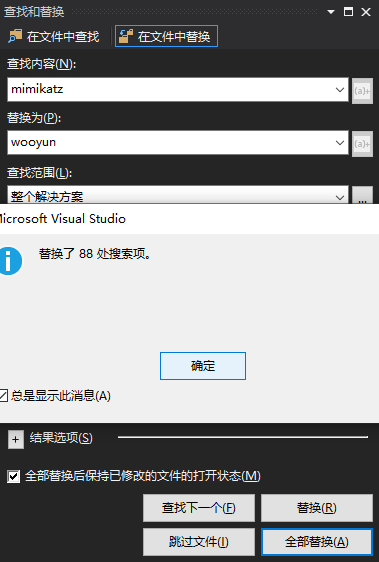 查找和替换
在文件中查找
在文件中替换
查找内容(N):
mimikatz
(a)+
替换为(P):
wooyun
(a)+
查找范围(L):
整个解决方案
...
Microsoft Visual Studio
替换了 88 处搜索项。
确定
总是显示此消息(A)
结果选项(S)
全部替换后保持已修改的文件的打开状态(M)
查找下一个(F)
替换(R)
跳过文件(I)
全部替换(A)